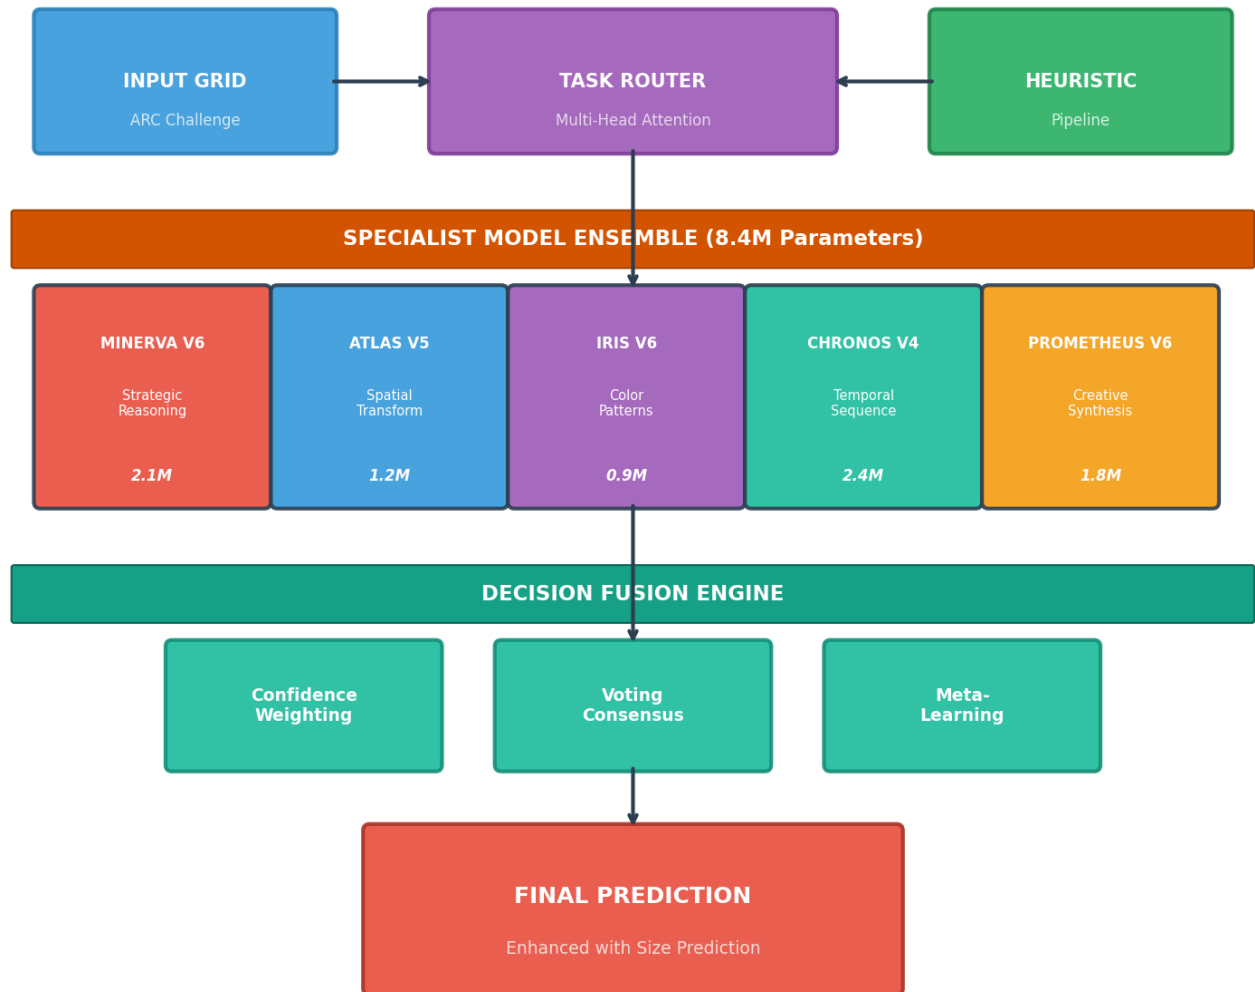 INPUT GRID
ARC Challenge
TASK ROUTER
Multi-Head Attention
HEURISTIC
Pipeline
SPECIALIST MODEL ENSEMBLE (8.4M Parameters)
MINERVA V6
Strategic
Reasoning
2.1M
ATLAS V5
Spatial
Transform
1.2M
IRIS V6
Color
Patterns
0.9M
CHRONOS V4
Temporal
Sequence
2.4M
PROMETHEUS V6
Creative
Synthesis
1.8M
DECISION FUSION ENGINE
Confidence
Weighting
Voting
Consensus
Meta-
Learning
FINAL PREDICTION
Enhanced with Size Prediction